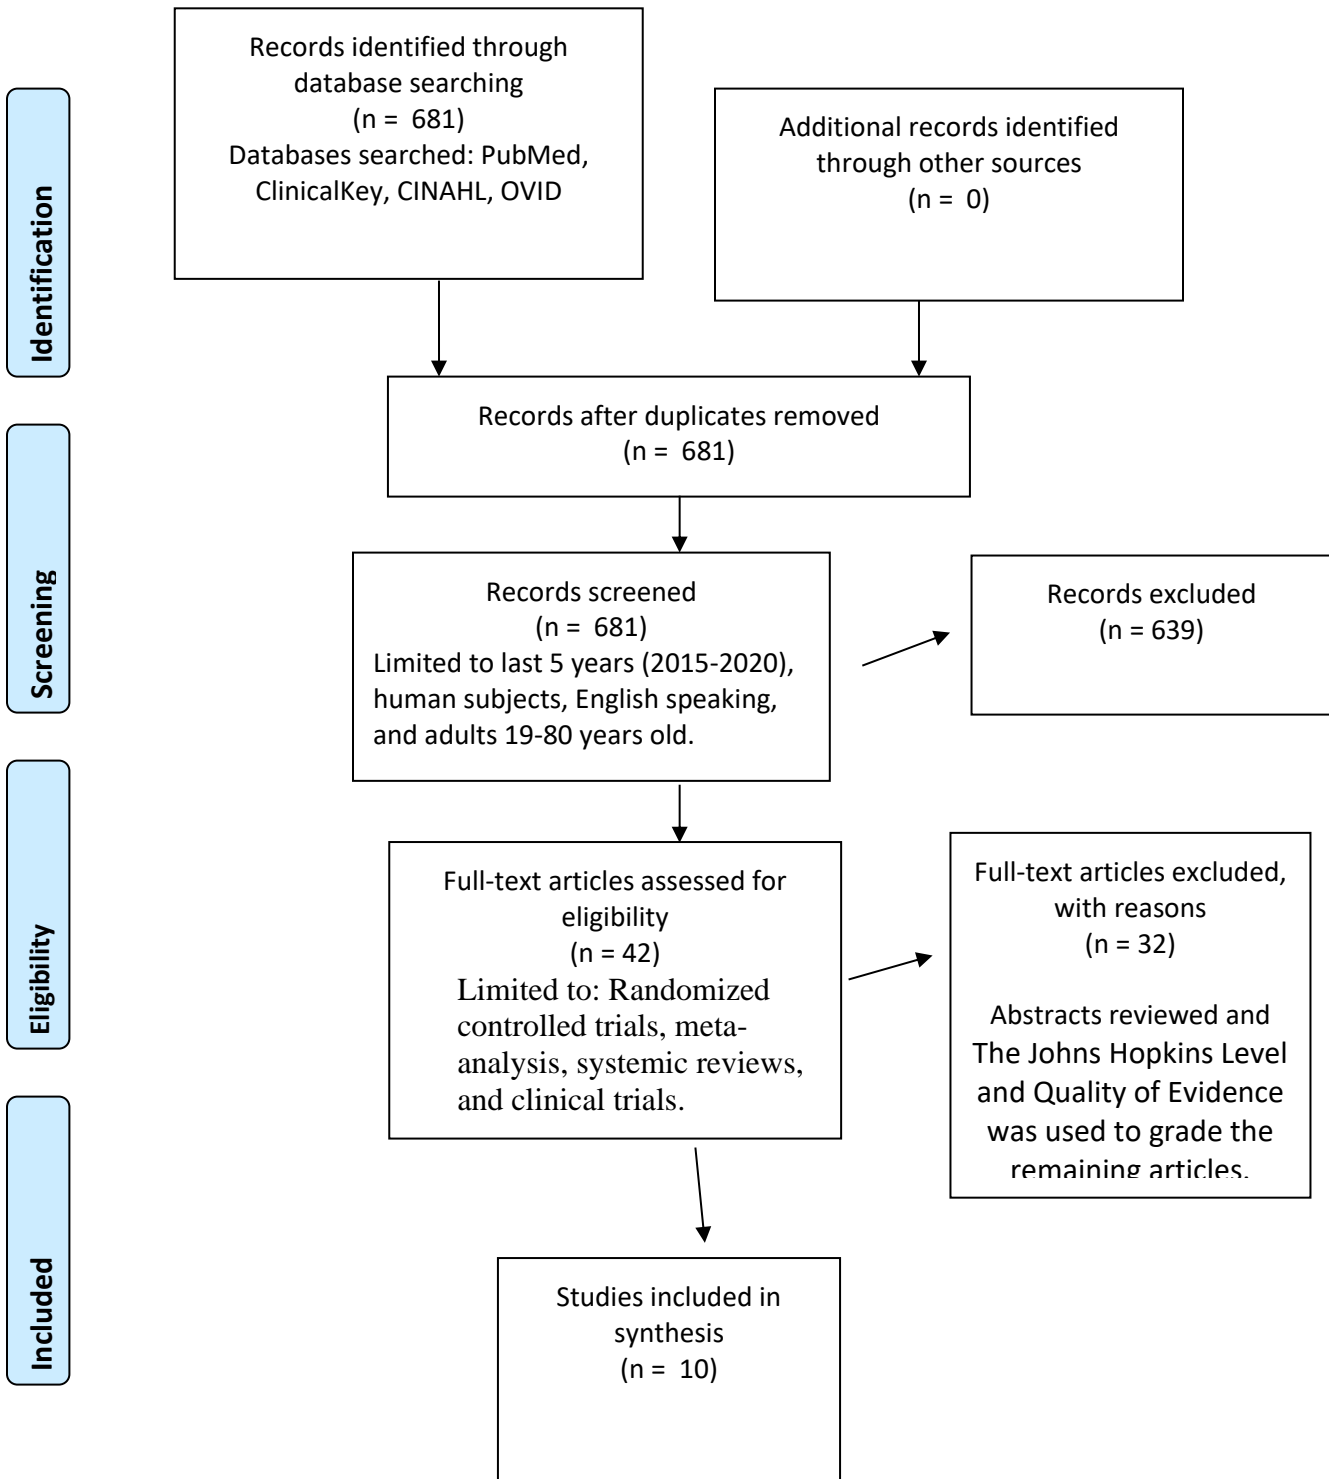 Identification
Records identified through
database searching
(n =  681)
Databases searched: PubMed,
ClinicalKey, CINAHL, OVID
Additional records identified
through other sources
(n =  0)
Records after duplicates removed
(n =  681)
Screening
Records screened
(n =  681)
Limited to last 5 years (2015-2020),
human subjects, English speaking,
and adults 19-80 years old.
Records excluded
(n = 639)
Eligibility
Full-text articles assessed for
eligibility
(n = 42)
Limited to: Randomized
controlled trials, meta-
analysis, systemic reviews,
and clinical trials.
Full-text articles excluded,
with reasons
(n = 32)
Abstracts reviewed and
The Johns Hopkins Level
and Quality of Evidence
was used to grade the
remaining articles.
Included
Studies included in
synthesis
(n =  10)